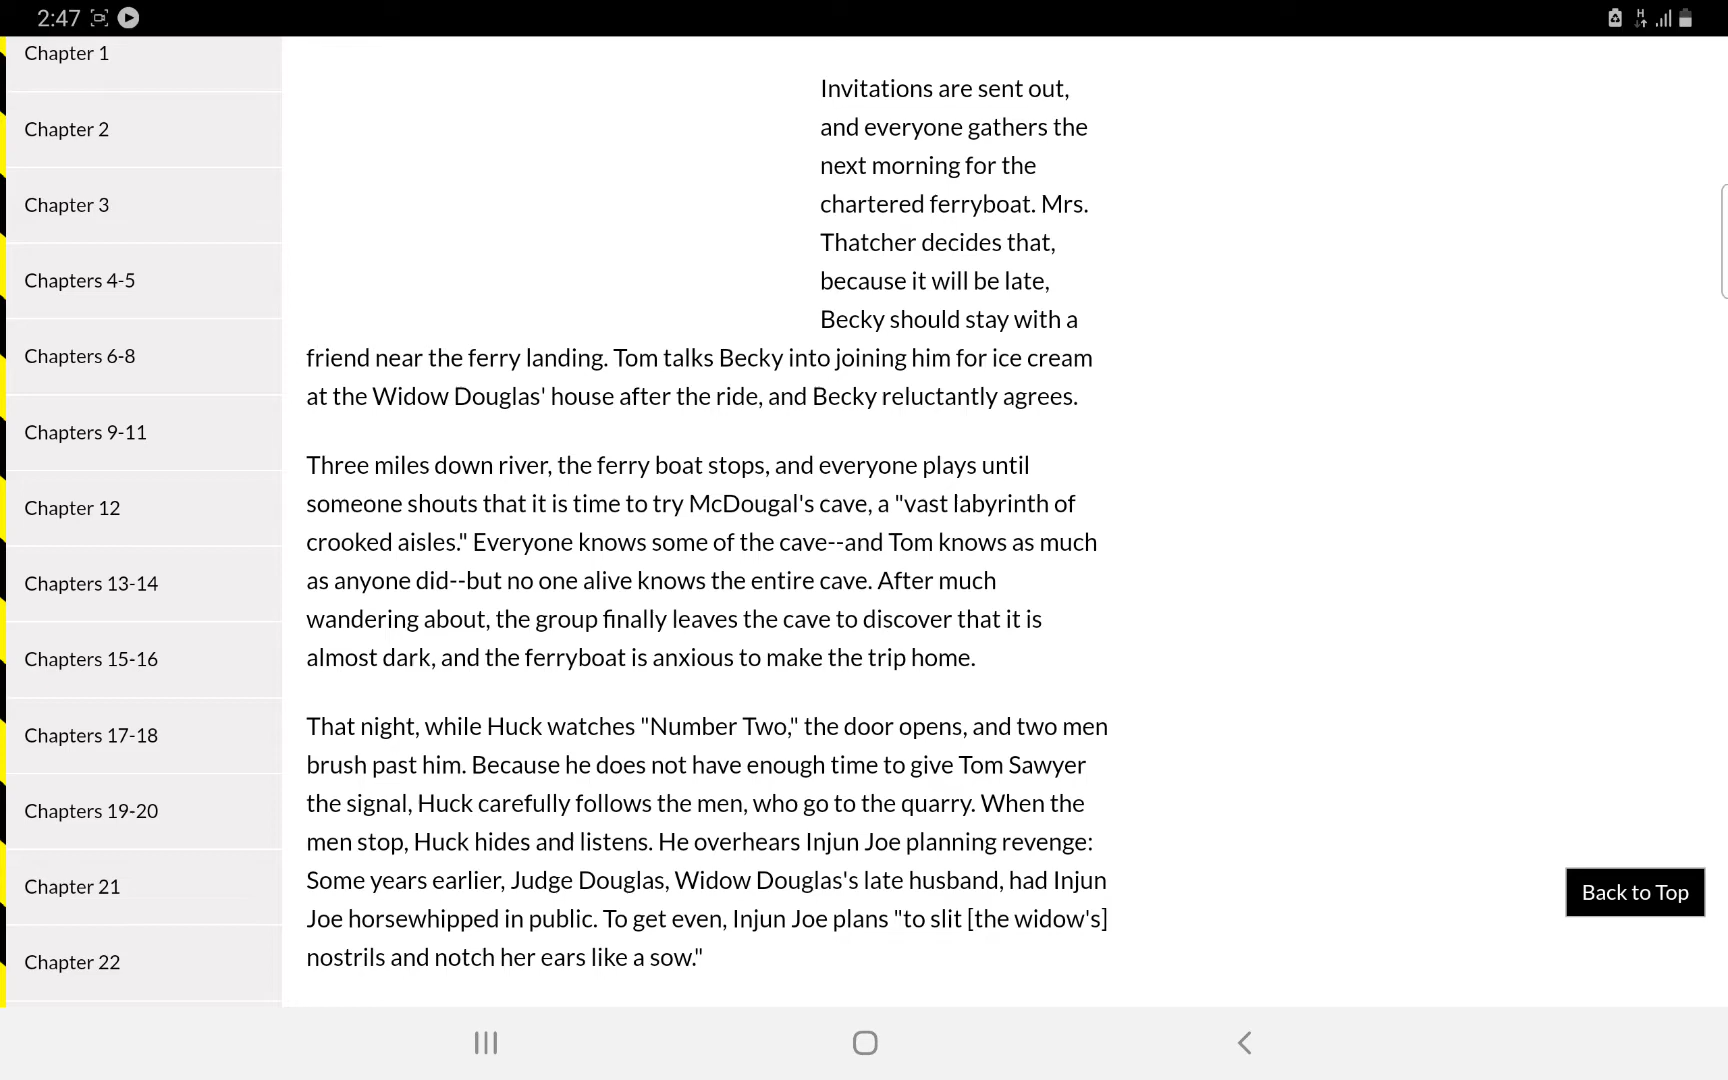 2:47
H
Chapter 1
Chapter 2
Chapter 3
Chapters 4-5
Chapters 6-8
Chapters 9-11
Chapter 12
Chapters 13-14
Chapters 15-16
Chapters 17-18
Chapters 19-20
Chapter 21
Chapter 22
Invitations are sent out,
and everyone gathers the
next morning for the
chartered ferryboat. Mrs.
Thatcher decides that,
because it will be late,
Becky should stay with a
friend near the ferry landing. Tom talks Becky into joining him for ice cream
at the Widow Douglas' house after the ride, and Becky reluctantly agrees.
Three miles down river, the ferry boat stops, and everyone plays until
someone shouts that it is time to try McDougal's cave, a "vast labyrinth of
crooked aisles." Everyone knows some of the cave--and Tom knows as much
as anyone did--but no one alive knows the entire cave. After much
wandering about, the group finally leaves the cave to discover that it is
almost dark, and the ferryboat is anxious to make the trip home.
That night, while Huck watches "Number Two," the door opens, and two men
brush past him. Because he does not have enough time to give Tom Sawyer
the signal, Huck carefully follows the men, who go to the quarry. When the
men stop, Huck hides and listens. He overhears Injun Joe planning revenge:
Some years earlier, Judge Douglas, Widow Douglas's late husband, had Injun
Joe horsewhipped in public. To get even, Injun Joe plans "to slit [the widow's]
nostrils and notch her ears like a sow."
Back to Top